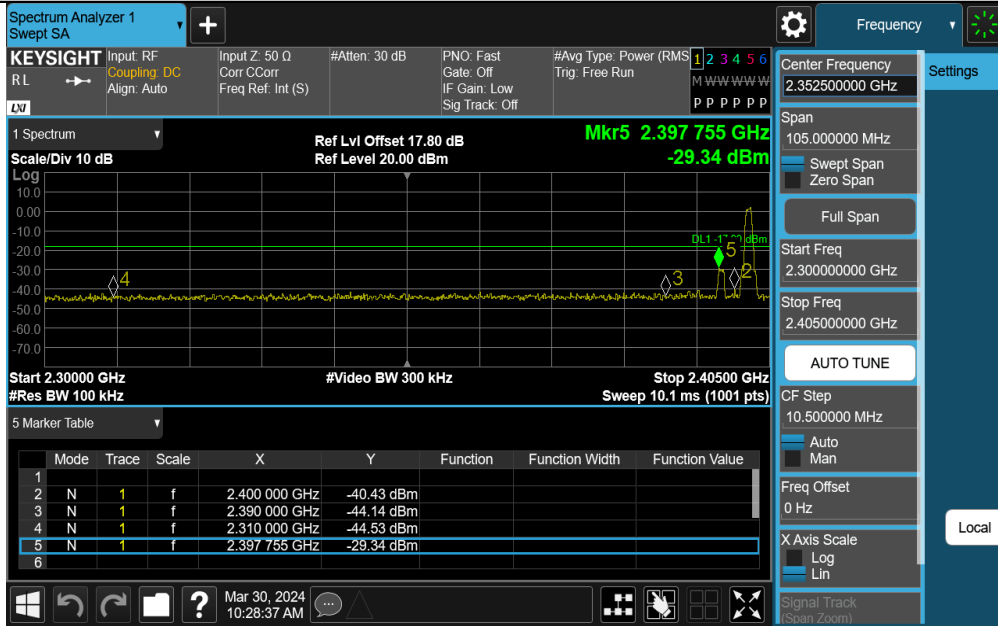 Spectrum Analyzer 1
Swept SA
+
Frequency
KEYSIGHT
RL
LXI
Input: RF
Coupling: DC
Align: Auto
Input Z: 50 Ω
Corr CCorr
Freq Ref: Int (S)
#Atten: 30 dB
PNO: Fast
Gate: Off
IF Gain: Low
Sig Track: Off
#Avg Type: Power (RMS
Trig: Free Run
1 2 3 4 5 6
M W W W W W
P P P P P P
1 Spectrum
Scale/Div 10 dB
Ref Lvl Offset 17.80 dB
Ref Level 20.00 dBm
Mkr5 2.397 755 GHz
-29.34 dBm
Log
10.0
0.00
-10.0
-20.0
-30.0
-40.0
-50.0
-60.0
-70.0
dBm
4
3
5
2
Start 2.30000 GHz
#Res BW 100 kHz
#Video BW 300 kHz
Stop 2.40500 GHz
Sweep 10.1 ms (1001 pts)
5 Marker Table
Mode Trace Scale X Y Function Function Width Function Value
1
2 N 1 f 2.400 000 GHz -40.43 dBm
3 N 1 f 2.390 000 GHz -44.14 dBm
4 N 1 f 2.310 000 GHz -44.53 dBm
5 N 1 f 2.397 755 GHz -29.34 dBm
6
?
Mar 30, 2024
10:28:37 AM
Center Frequency
2.352500000 GHz
Span
105.000000 MHz
Swept Span
Zero Span
Full Span
Start Freq
2.300000000 GHz
Stop Freq
2.405000000 GHz
AUTO TUNE
CF Step
10.500000 MHz
Auto
Man
Freq Offset
0 Hz
X Axis Scale
Log
Lin
Signal Track
(Span Zoom)
Settings
Local